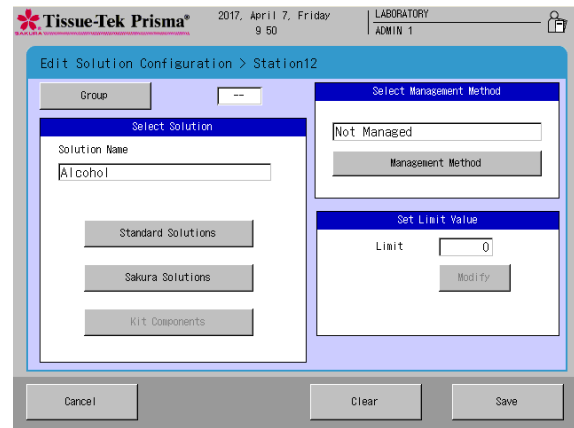 Tissue-Tek Prisma®
SAKURA
2017, April 7, Friday
9 50
LABORATORY
ADMIN 1
Edit Solution Configuration > Station12
Group
--
Select Solution
Solution Name
Alcohol
Standard Solutions
Sakura Solutions
Kit Components
Select Management Method
Not Managed
Management Method
Set Limit Value
Limit 0
Modify
Cancel
Clear
Save